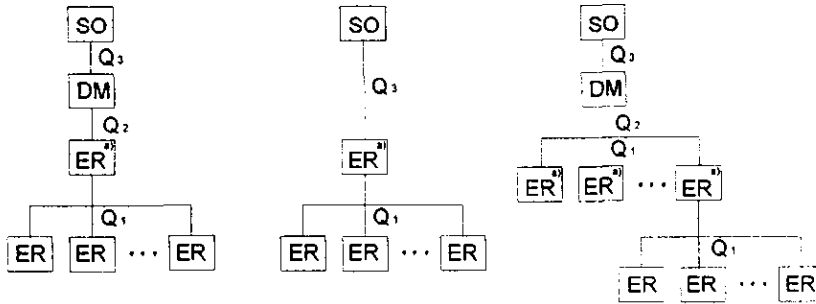 SO
Q₃
DM
Q₂
ERᵃ⁾
Q₁
ER ER ··· ER
SO
Q₃
ERᵃ⁾
Q₁
ER ER ··· ER
SO
Q₃
DM
Q₂
Q₁
ERᵃ⁾ ERᵃ⁾ ··· ERᵃ⁾
Q₁
ER ER ··· ER